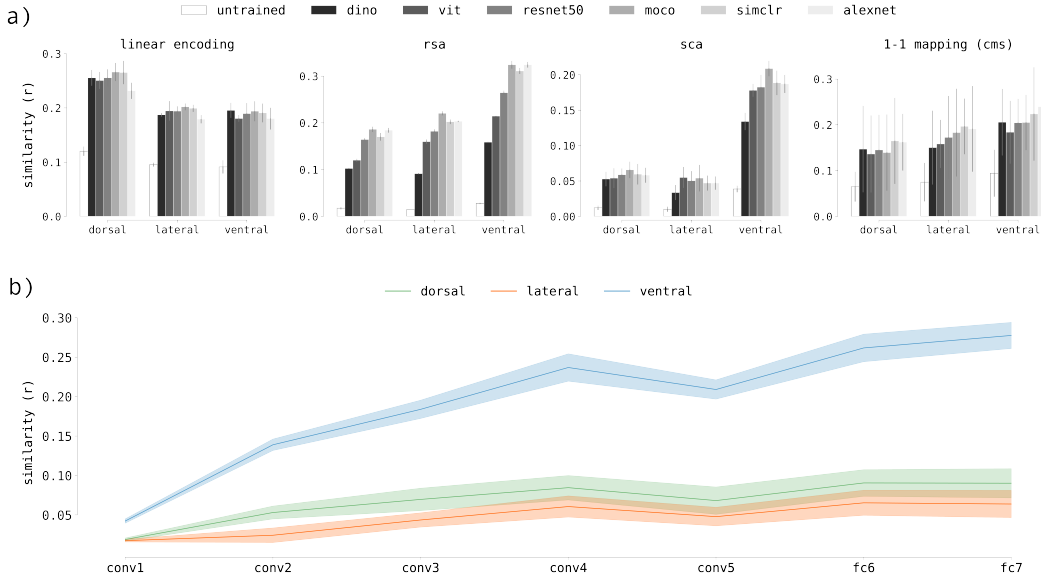 a)
untrained dino vit resnet50 moco simclr alexnet
linear encoding rsa sca 1-1 mapping (cms)
similarity (r)
0.3
0.2
0.1
0.0
dorsal lateral ventral
0.3
0.2
0.1
0.0
dorsal lateral ventral
0.20
0.15
0.10
0.05
0.00
dorsal lateral ventral
0.3
0.2
0.1
0.0
dorsal lateral ventral
b)
dorsal lateral ventral
similarity (r)
0.30
0.25
0.20
0.15
0.10
0.05
conv1 conv2 conv3 conv4 conv5 fc6 fc7